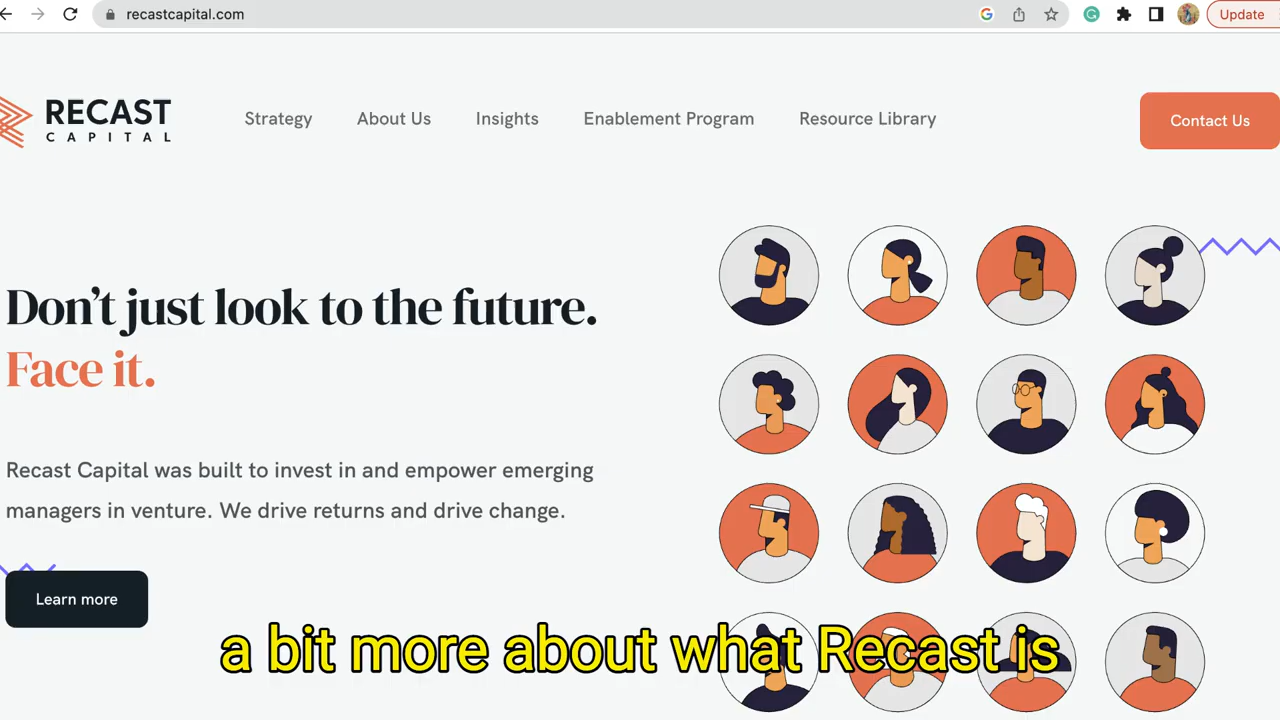 recastcapital.com
Update
RECAST
CAPITAL
Strategy
About Us
Insights
Enablement Program
Resource Library
Contact Us
Don’t just look to the future.
Face it.
Recast Capital was built to invest in and empower emerging
managers in venture. We drive returns and drive change.
Learn more
a bit more about what Recast is